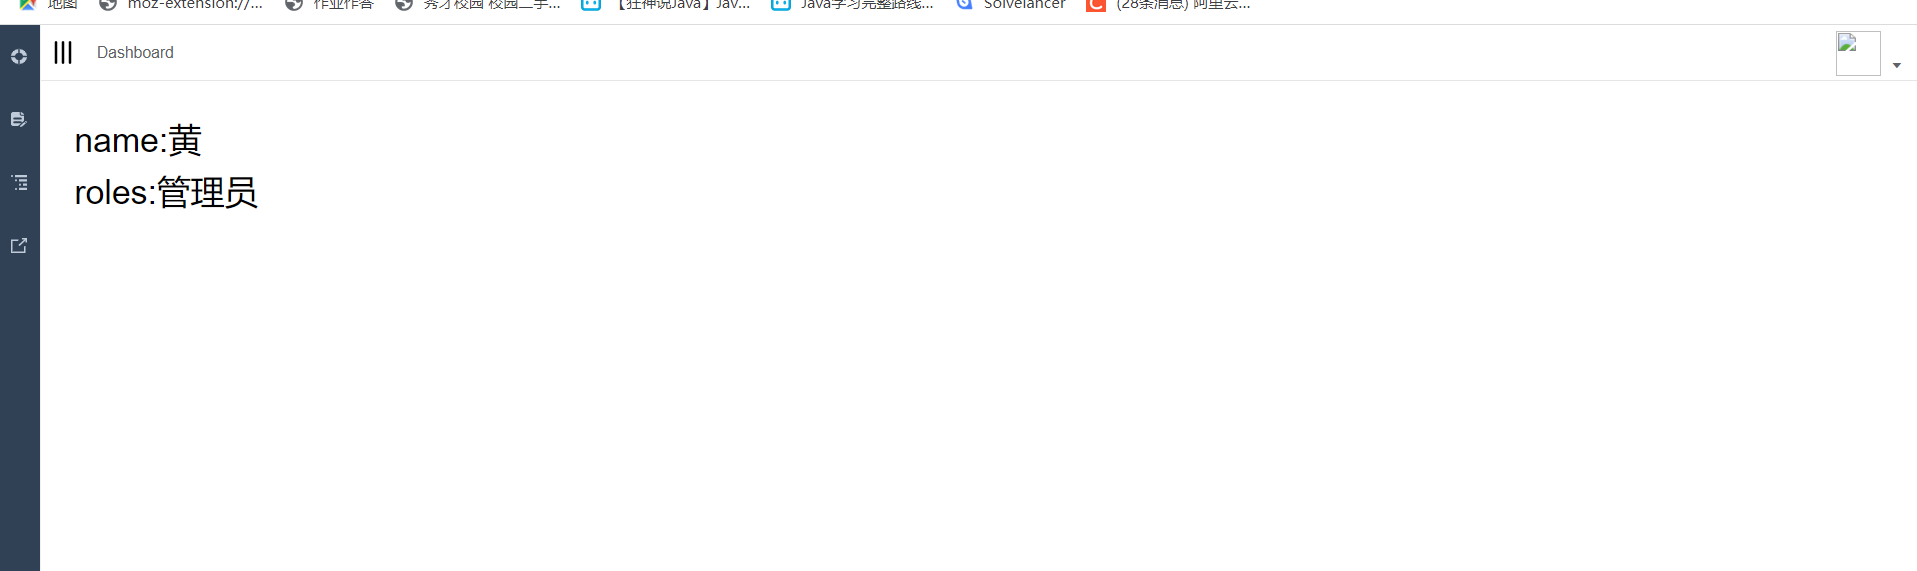 地图 moz-extension://... 作业作答 秀才校园 校园二手... 【狂神说Java】Jav... Java学习完整路线... Solvelancer (28条消息) 阿里云...
Dashboard
name:黄
roles:管理员